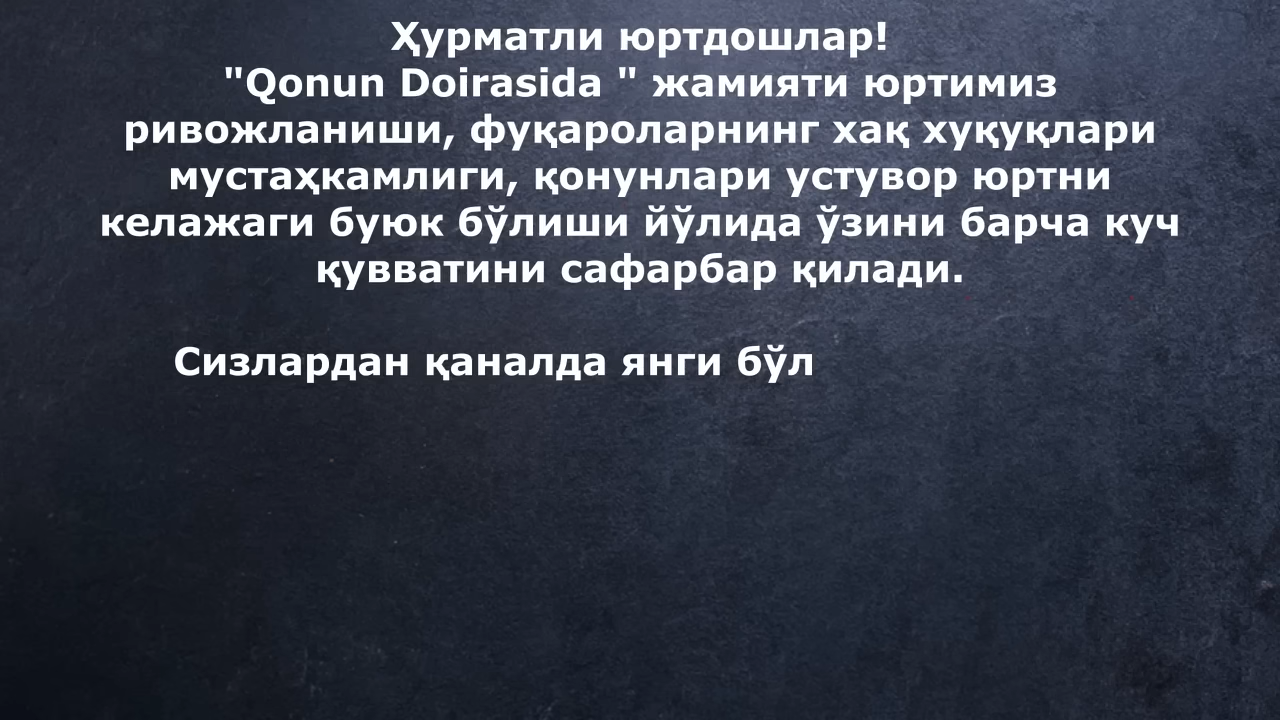 Ҳурматли юртдошлар!
"Qonun Doirasida " жамияти юртимиз
ривожланиши, фуқароларнинг хақ хуқуқлари
мустаҳкамлиги, қонунлари устувор юртни
келажаги буюк бўлиши йўлида ўзини барча куч
қувватини сафарбар қилади.
Сизлардан қаналда янги бўл